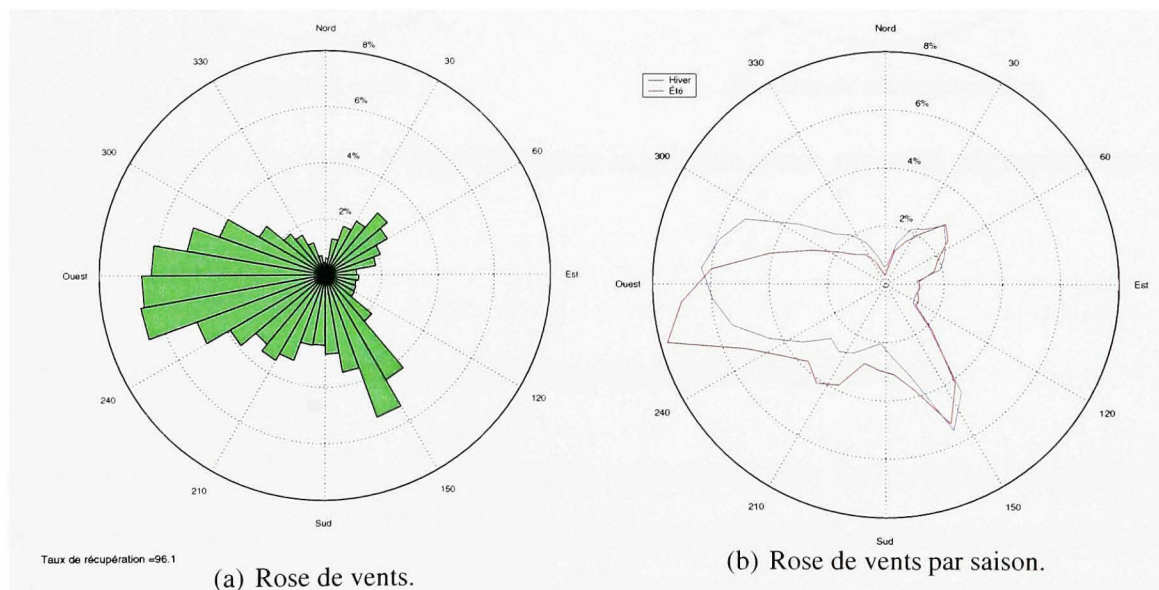 Nord
8%
330
30
6%
300
60
4%
2%
Ouest
Est
240
120
210
150
Sud
Taux de récupération =96.1
(a) Rose de vents.
Nord
8%
330
30
Hiver
Été
6%
300
60
4%
2%
Ouest
Est
240
120
210
150
Sud
(b) Rose de vents par saison.